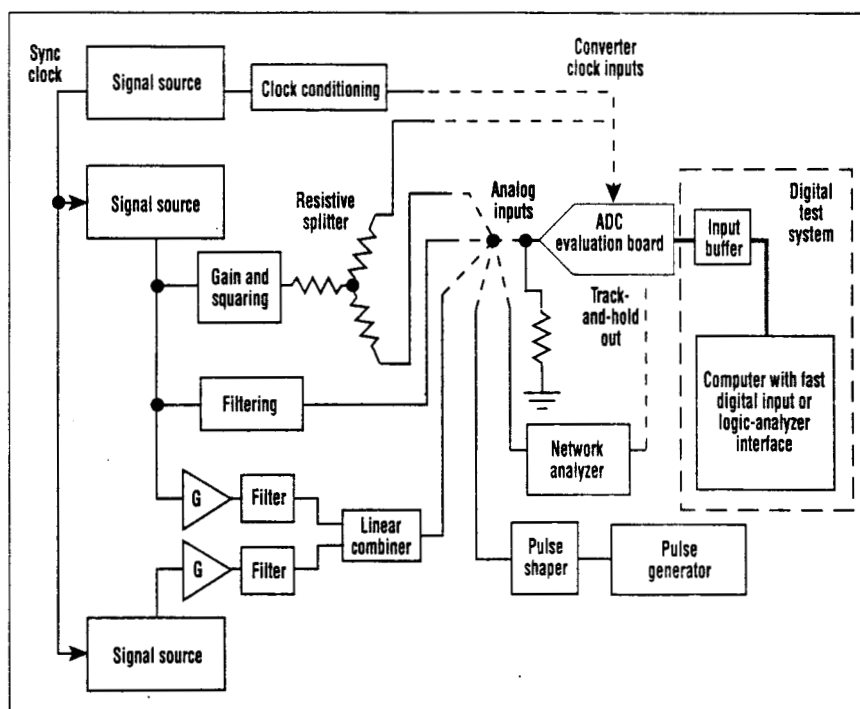 Sync
clock
Signal source
Clock conditioning
Converter
clock inputs
Signal source
Resistive
splitter
Analog
inputs
ADC
evaluation board
Input
buffer
Digital
test
system
Gain and
squaring
Track-
and-hold
out
Computer with fast
digital input or
logic-analyzer
interface
Filtering
Network
analyzer
G
Filter
Linear
combiner
G
Filter
Pulse
shaper
Pulse
generator
Signal source